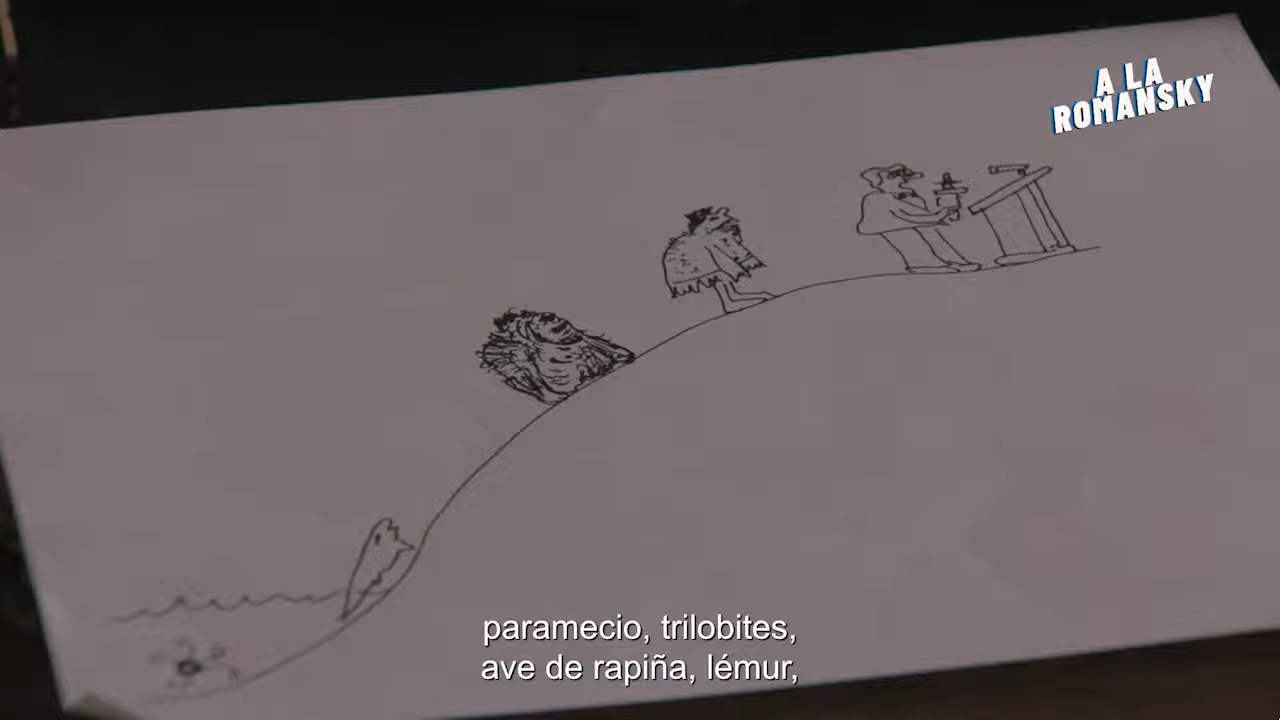 A LA
ROMANSKY
paramecio, trilobites,
ave de rapiña, lémur,